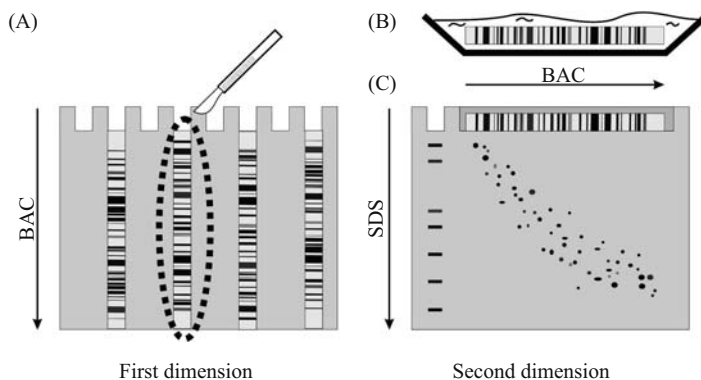 (A)
(B)
BAC
(C)
BAC
SDS
First dimension
Second dimension